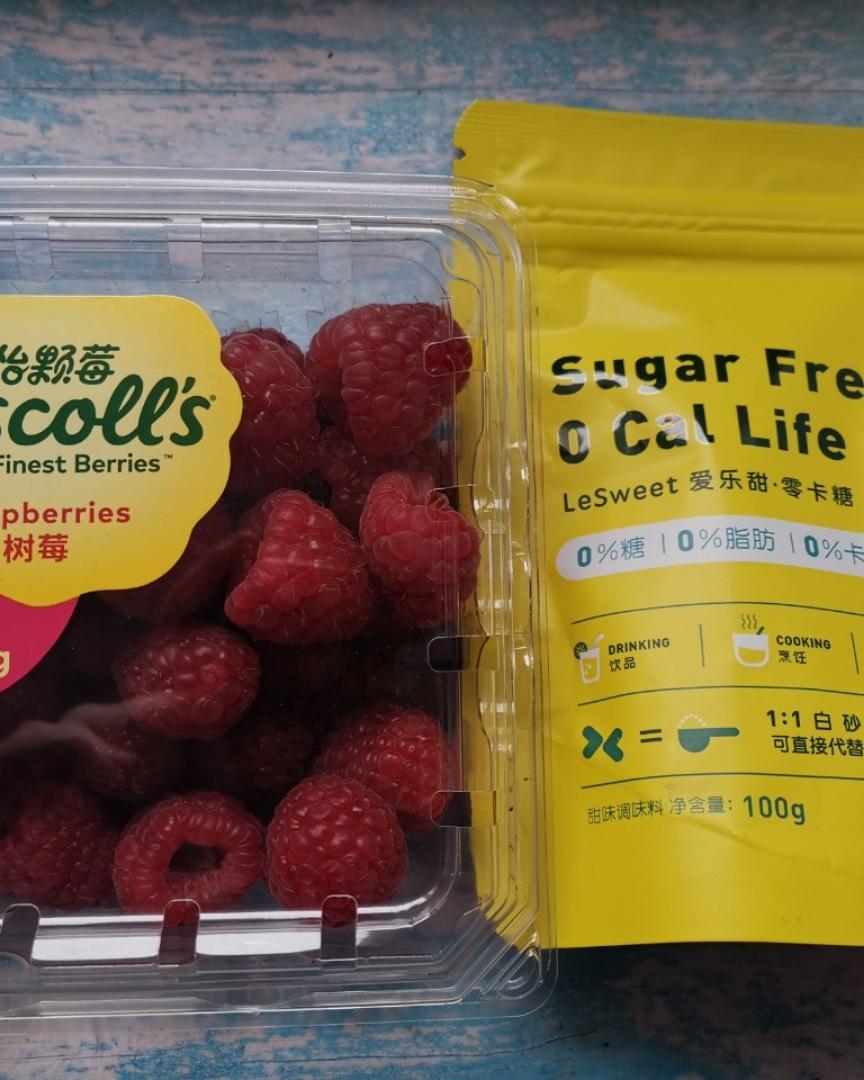 怡颗莓
scoll's®
Finest Berries™
pberries
树莓
g
Sugar Fre
0 Cal Life
LeSweet 爱乐甜·零卡糖
0%糖 | 0%脂肪 | 0%卡
DRINKING
饮品
COOKING
烹饪
=
1:1 白 砂
可直接代替
甜味调味料 净含量: 100g